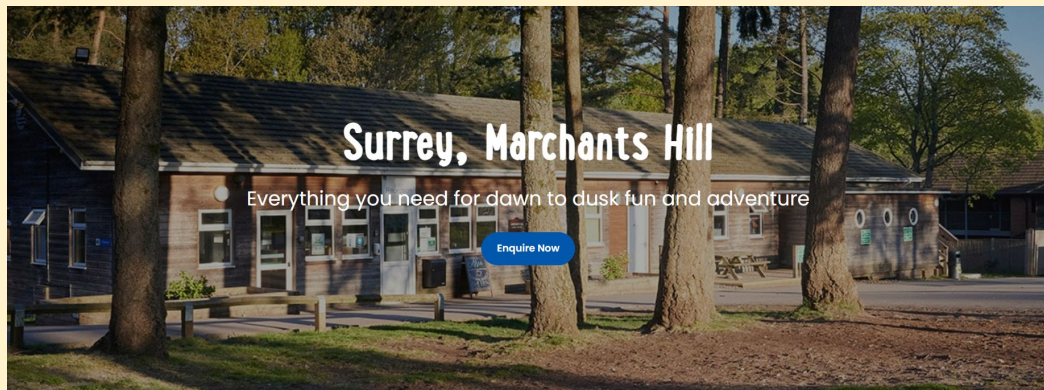 Surrey, Marchants Hill
Everything you need for dawn to dusk fun and adventure
Enquire Now